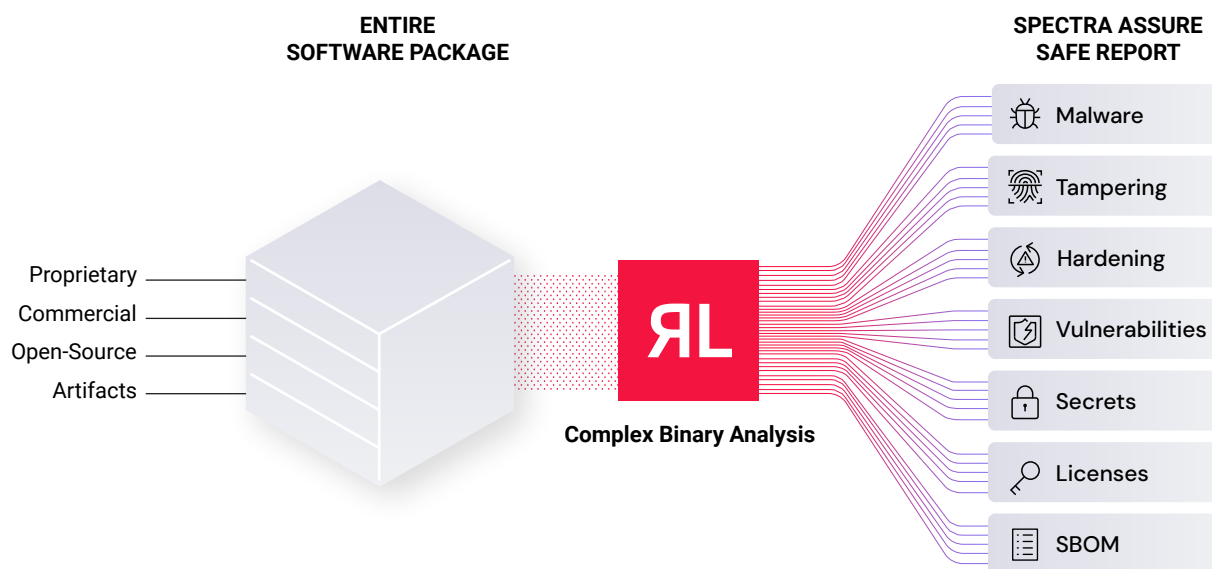 ENTIRE
SOFTWARE PACKAGE
SPECTRA ASSURE
SAFE REPORT
Proprietary
Commercial
Open-Source
Artifacts
ЯL
Complex Binary Analysis
Malware
Tampering
Hardening
Vulnerabilities
Secrets
Licenses
SBOM